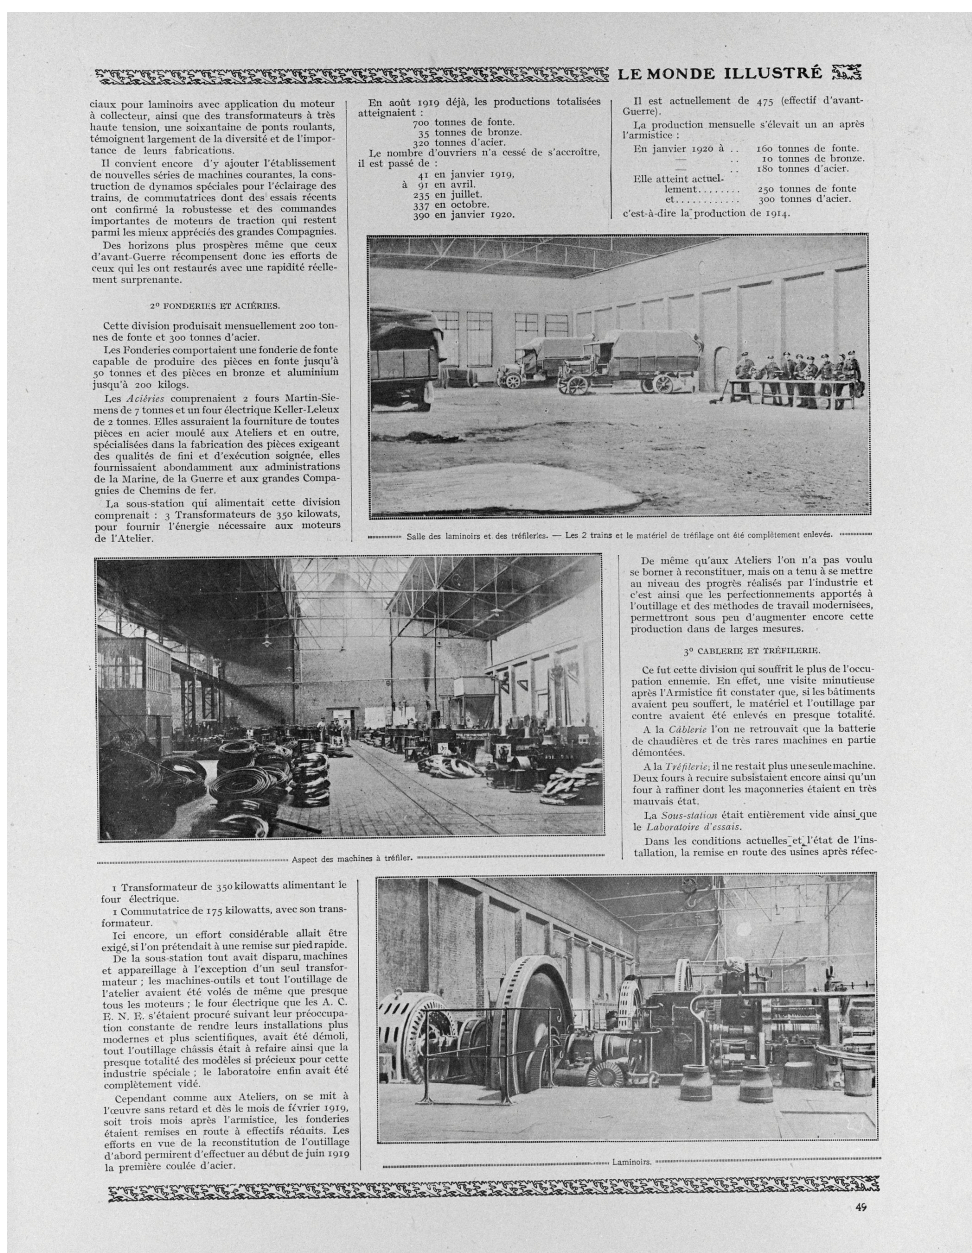 LE MONDE ILLUSTRÉ
ciaux pour laminoirs avec application du moteur
à collecteur, ainsi que des transformateurs à très
haute tension, une soixantaine de ponts roulants,
témoignent largement de la diversité et de l'impor-
tance de leurs fabrications.
Il convient encore d'y ajouter l'établissement
de nouvelles séries de machines courantes, la cons-
truction de dynamos spéciales pour l'éclairage des
trains, de commutatrices dont des essais récents
ont confirmé la robustesse et des commandes
importantes de moteurs de traction qui restent
parmi les mieux appréciés des grandes Compagnies.
Des horizons plus prospères même que ceux
d'avant-Guerre récompensent donc les efforts de
ceux qui les ont restaurés avec une rapidité réelle-
ment surprenante.
2º FONDERIES ET ACIÉRIES.
Cette division produisait mensuellement 200 ton-
nes de fonte et 300 tonnes d'acier.
Les Fonderies comportaient une fonderie de fonte
capable de produire des pièces en fonte jusqu'à
50 tonnes et des pièces en bronze et aluminium
jusqu'à 200 kilogs.
Les Aciéries comprenaient 2 fours Martin-Sie-
mens de 7 tonnes et un four électrique Keller-Leleux
de 2 tonnes. Elles assuraient la fourniture de toutes
pièces en acier moulé aux Ateliers et en outre,
spécialisées dans la fabrication des pièces exigeant
des qualités de fini et d'exécution soignée, elles
fournissaient abondamment aux administrations
de la Marine, de la Guerre et aux grandes Compa-
gnies de Chemins de fer.
La sous-station qui alimentait cette division
comprenait : 3 Transformateurs de 350 kilowats,
pour fournir l'énergie nécessaire aux moteurs
de l'Atelier.
En août 1919 déjà, les productions totalisées
atteignaient :
700 tonnes de fonte.
35 tonnes de bronze.
320 tonnes d'acier.
Le nombre d'ouvriers n'a cessé de s'accroître,
il est passé de :
41 en janvier 1919,
à 91 en avril.
235 en juillet.
337 en octobre.
390 en janvier 1920.
Il est actuellement de 475 (effectif d'avant-
Guerre).
La production mensuelle s'élevait un an après
l'armistice :
En janvier 1920 à .. 160 tonnes de fonte.
— .. 10 tonnes de bronze.
— .. 180 tonnes d'acier.
Elle atteint actuel-
lement........ 250 tonnes de fonte
et............ 300 tonnes d'acier.
c'est-à-dire la production de 1914.
Salle des laminoirs et des tréfileries. — Les 2 trains et le matériel de tréfilage ont été complètement enlevés.
Aspect des machines à tréfiler.
1 Transformateur de 350 kilowatts alimentant le
four électrique.
1 Commutatrice de 175 kilowatts, avec son trans-
formateur.
Ici encore, un effort considérable allait être
exigé, si l'on prétendait à une remise sur pied rapide.
De la sous-station tout avait disparu, machines
et appareillage à l'exception d'un seul transfor-
mateur ; les machines-outils et tout l'outillage de
l'atelier avaient été volés de même que presque
tous les moteurs ; le four électrique que les A. C.
E. N. E. s'étaient procuré suivant leur préoccupa-
tion constante de rendre leurs installations plus
modernes et plus scientifiques, avait été démoli,
tout l'outillage châssis était à refaire ainsi que la
presque totalité des modèles si précieux pour cette
industrie spéciale ; le laboratoire enfin avait été
complètement vidé.
Cependant comme aux Ateliers, on se mit à
l'œuvre sans retard et dès le mois de février 1919,
soit trois mois après l'armistice, les fonderies
étaient remises en route à effectifs réduits. Les
efforts en vue de la reconstitution de l'outillage
d'abord permirent d'effectuer au début de juin 1919
la première coulée d'acier.
De même qu'aux Ateliers l'on n'a pas voulu
se borner à reconstituer, mais on a tenu à se mettre
au niveau des progrès réalisés par l'industrie et
c'est ainsi que les perfectionnements apportés à
l'outillage et des méthodes de travail modernisées,
permettront sous peu d'augmenter encore cette
production dans de larges mesures.
3º CABLERIE ET TRÉFILERIE.
Ce fut cette division qui souffrit le plus de l'occu-
pation ennemie. En effet, une visite minutieuse
après l'Armistice fit constater que, si les bâtiments
avaient peu souffert, le matériel et l'outillage par
contre avaient été enlevés en presque totalité.
A la Câblerie l'on ne retrouvait que la batterie
de chaudières et de très rares machines en partie
démontées.
A la Tréfilerie, il ne restait plus une seule machine.
Deux fours à recuire subsistaient encore ainsi qu'un
four à raffiner dont les maçonneries étaient en très
mauvais état.
La Sous-station était entièrement vide ainsi que
le Laboratoire d'essais.
Dans les conditions actuelles et l'état de l'ins-
tallation, la remise en route des usines après réfec-
Laminoirs.
49